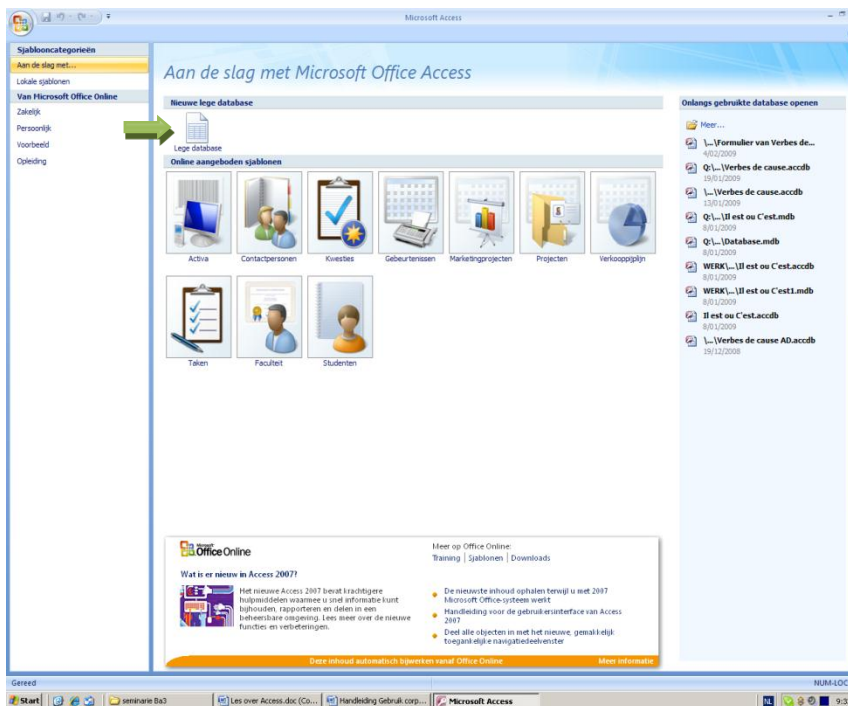 Microsoft Access
Sjablooncategorieën
Aan de slag met...
Lokale sjablonen
Van Microsoft Office Online
Zakelijk
Persoonlijk
Voorbeeld
Opleiding
Aan de slag met Microsoft Office Access
Nieuwe lege database
Lege database
Online aangeboden sjablonen
Activa
Contactpersonen
Kwesties
Gebeurtenissen
Marketingprojecten
Projecten
Verkooppijplijn
Taken
Faculteit
Studenten
Onlangs gebruikte database openen
Meer...
\...\Formulier van Verbes de...
4/02/2009
Q:\...\Verbes de cause.accdb
19/01/2009
\...\Verbes de cause.accdb
13/01/2009
Q:\...\Il est ou C'est.mdb
8/01/2009
Q:\...\Database.mdb
8/01/2009
WERK\...\Il est ou C'est.accdb
8/01/2009
WERK\...\Il est ou C'est1.mdb
8/01/2009
Il est ou C'est.accdb
8/01/2009
\...\Verbes de cause AD.accdb
19/12/2008
Microsoft
Office Online
Wat is er nieuw in Access 2007?
Het nieuwe Access 2007 bevat krachtigere
hulpmiddelen waarmee u snel informatie kunt
bijhouden, rapporteren en delen in een
beheersbare omgeving. Lees meer over de nieuwe
functies en verbeteringen.
Meer op Office Online:
Training | Sjablonen | Downloads
De nieuwste inhoud ophalen terwijl u met 2007
Microsoft Office-systeem werkt
Handleiding voor de gebruikersinterface van Access
2007
Deel alle objecten in met het nieuwe, gemakkelijk
toegankelijke navigatiedeelvenster
Deze inhoud automatisch bijwerken vanaf Office Online
Meer informatie
Gereed
NUM-LOC
Start
seminarie Ba3
Les over Access.doc (Co...
Handleiding Gebruik corp...
Microsoft Access
NL
9:3